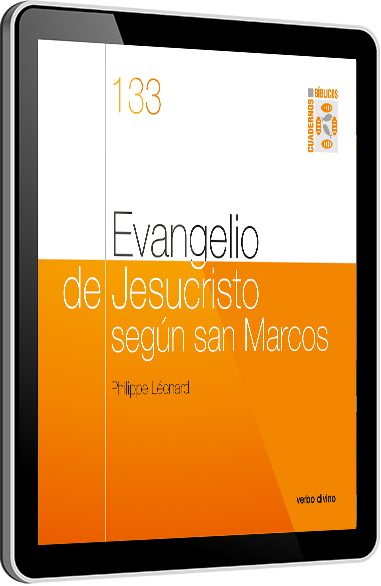 133
CUADERNOS
BÍBLICOS
Evangelio
de Jesucristo
según san Marcos
Philippe Léonard
verbo divino